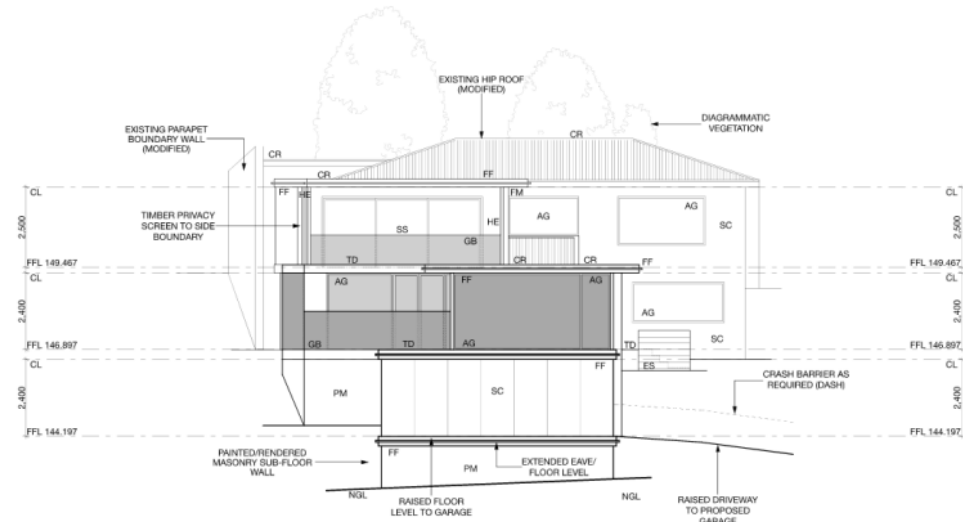 EXISTING HIP ROOF
(MODIFIED)
DIAGRAMMATIC
VEGETATION
EXISTING PARAPET
BOUNDARY WALL
(MODIFIED)
CR
CR
CR
FF
CL
FF
HE
FM
AG
AG
CL
2,500
TIMBER PRIVACY
SCREEN TO SIDE
BOUNDARY
SS
HE
GB
SC
2,500
FFL 149.467
TD
CR
CR
FF
FFL 149.467
CL
AG
FF
AG
CL
2,400
AG
2,400
FFL 146.897
GB
TD
AG
TD
SC
FFL 146.897
CL
FF
ES
CL
2,400
PM
SC
CRASH BARRIER AS
REQUIRED (DASH)
2,400
FFL 144.197
FFL 144.197
PAINTED/RENDERED
MASONRY SUB-FLOOR
WALL
FF
PM
EXTENDED EAVE/
FLOOR LEVEL
NGL
RAISED FLOOR
LEVEL TO GARAGE
NGL
RAISED DRIVEWAY
TO PROPOSED
GARAGE